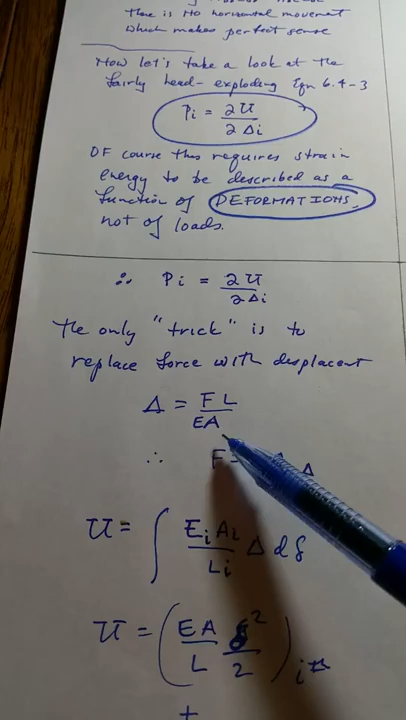 there is no horizontal movement
which makes perfect sense
Now let's take a look at the
fairly head-exploding Eqn 6.4-3
Pi = ∂U / ∂Δi
Of course this requires strain
energy to be described as a
function of DEFORMATIONS,
not of loads.
∴ Pi = ∂U / ∂Δi
The only "trick" is to
replace force with displacent
Δ = FL / EA
∴ F = Δ
U = ∫ EiAi / Li Δ dδ
U = (EA / L δ² / 2) i
+